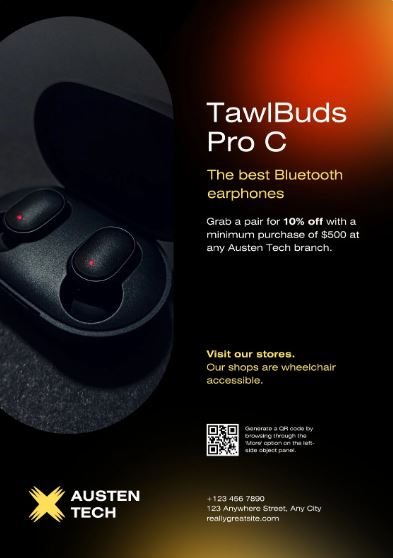 TawlBuds
Pro C
The best Bluetooth
earphones
Grab a pair for 10% off with a
minimum purchase of $500 at
any Austen Tech branch.
Visit our stores.
Our shops are wheelchair
accessible.
Generate a QR code by
browsing through the
'More' option on the left-
side object panel.
AUSTEN
TECH
+123 456 7890
123 Anywhere Street, Any City
reallygreatsite.com